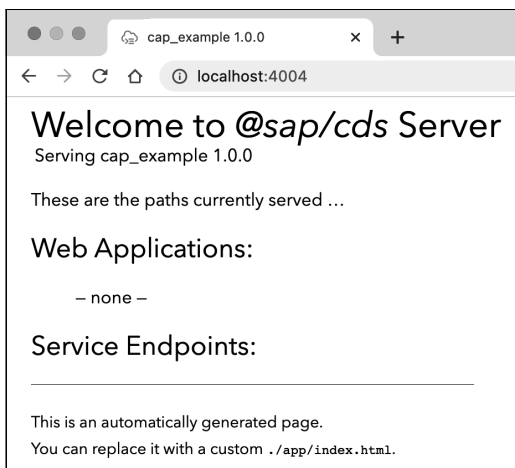 cap_example 1.0.0
localhost:4004
Welcome to @sap/cds Server
Serving cap_example 1.0.0
These are the paths currently served …
Web Applications:
– none –
Service Endpoints:
This is an automatically generated page.
You can replace it with a custom ./app/index.html.